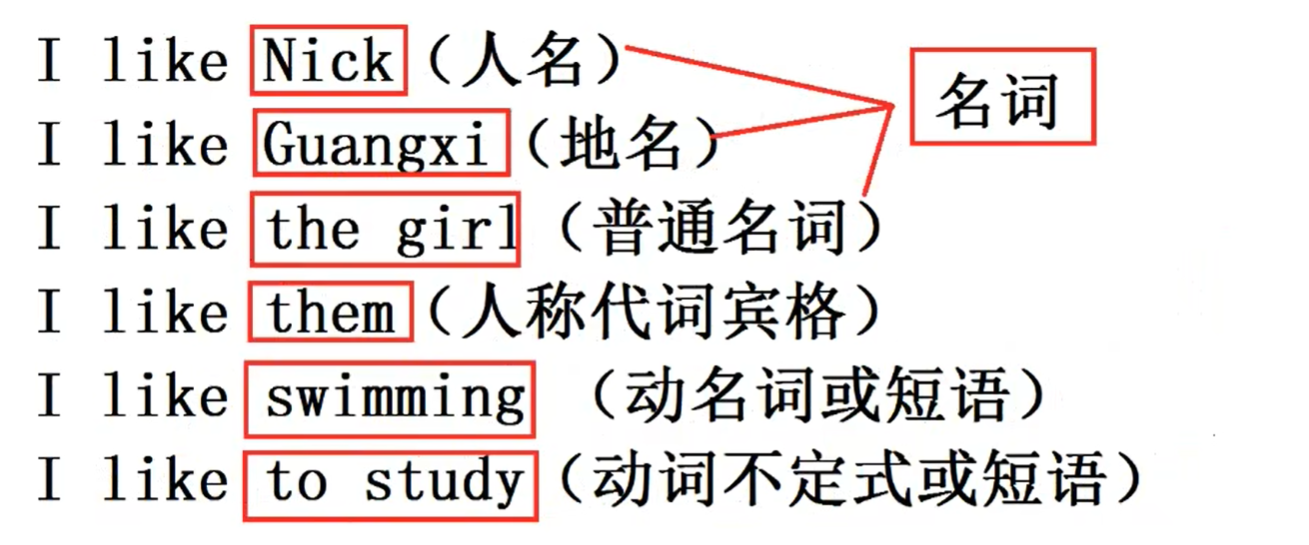 I like Nick（人名）
名词
I like Guangxi（地名）
I like the girl（普通名词）
I like them（人称代词宾格）
I like swimming （动名词或短语）
I like to study（动词不定式或短语）